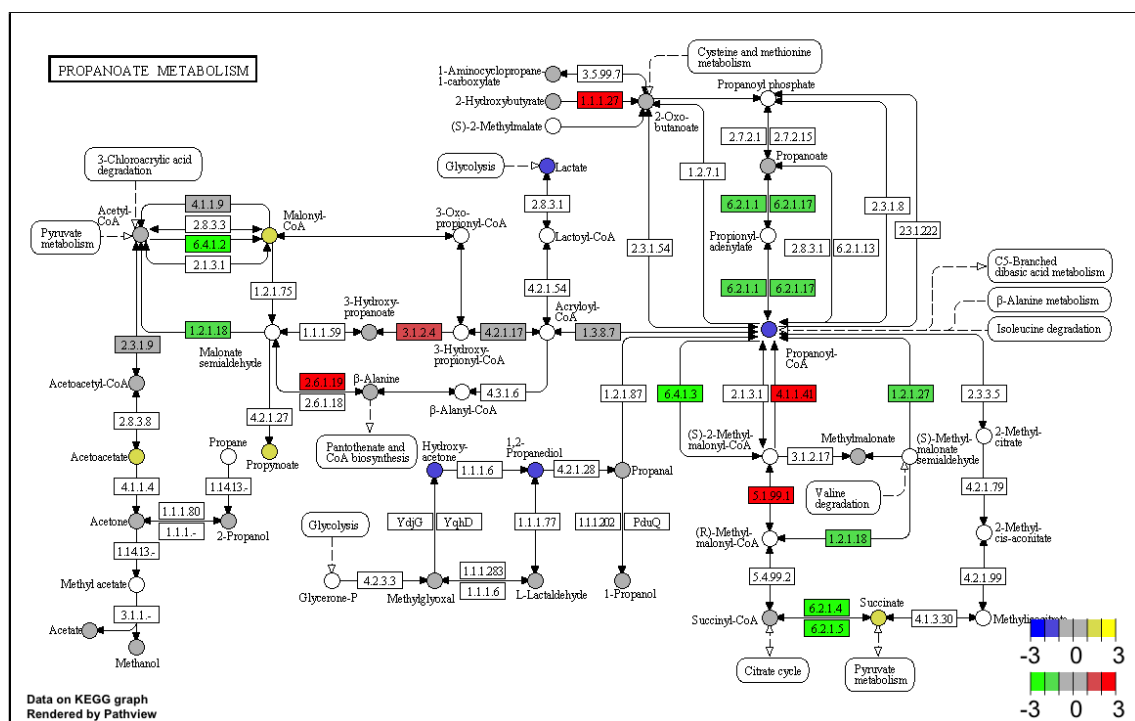 PROPANOATE METABOLISM
Cysteine and methionine
metabolism
1-Aminocyclopropane
1-carboxylate
3.5.99.7
Propanoyl phosphate
2-Hydroxybutyrate
1.1.1.27
2-Oxo-
butanoate
(S)-2-Methylmalate
2.7.2.1
2.7.2.15
3-Chloroacrylic acid
degradation
Glycolysis
Lactate
Propanoate
1.2.7.1
4.1.1.9
6.2.1.1
6.2.1.17
2.3.1.8
Acetyl-
CoA
2.8.3.3
Malonyl-
CoA
3-Oxo-
propionyl-CoA
2.8.3.1
2.3.1.222
Pyruvate
metabolism
6.4.1.2
Lactoyl-CoA
Propionyl-
adenylate
2.8.3.1
6.2.1.13
2.1.3.1
2.3.1.54
C5-Branched
dibasic acid metabolism
1.2.1.75
4.2.1.54
6.2.1.1
6.2.1.17
β-Alanine metabolism
3-Hydroxy-
propanoate
Acryloyl-
CoA
Isoleucine degradation
1.2.1.18
1.1.1.59
3.1.2.4
4.2.1.17
1.3.8.7
2.3.1.9
Malonate
semialdehyde
3-Hydroxy-
propionyl-CoA
Propanoyl-
CoA
Acetoacetyl-CoA
2.6.1.19
β-Alanine
2.6.1.18
4.3.1.6
β-Alanyl-CoA
1.2.1.87
6.4.1.3
2.1.3.1
4.1.1.41
1.2.1.27
2.3.3.5
2.8.3.8
4.2.1.27
Propane
Pantothenate and
CoA biosynthesis
Hydroxy-
acetone
1,2-
Propanediol
(S)-2-Methyl-
malonyl-CoA
Methylmalonate
(S)-Methyl-
malonate
semialdehyde
2-Methyl-
citrate
Acetoacetate
Propynoate
1.1.1.6
4.2.1.28
Propanal
3.1.2.17
4.1.1.4
1.14.13.-
Valine
degradation
4.2.1.79
5.1.99.1
Acetone
1.1.1.80
1.1.1.-
2-Propanol
Glycolysis
YdjG
YqhD
1.1.1.77
1.1.1.202
PduQ
(R)-Methyl-
malonyl-CoA
1.2.1.18
2-Methyl-
cis-aconitate
1.14.13.-
1.1.1.283
5.4.99.2
4.2.1.99
Methyl acetate
4.2.3.3
1.1.1.6
Glycerone-P
Methylglyoxal
L-Lactaldehyde
1-Propanol
3.1.1.-
6.2.1.4
Succinate
Succinyl-CoA
6.2.1.5
4.1.3.30
Acetate
Methanol
Citrate cycle
Pyruvate
metabolism
-3 0 3
-3 0 3
Data on KEGG graph
Rendered by Pathview